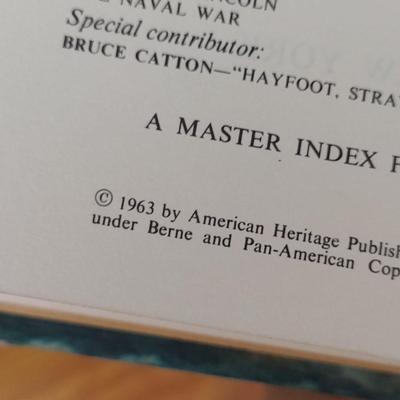 LINCOLN
NAVAL WAR
Special contributor:
BRUCE CATTON—"HAYFOOT, STRA
A MASTER INDEX F
© 1963 by American Heritage Publis
under Berne and Pan-American Cop